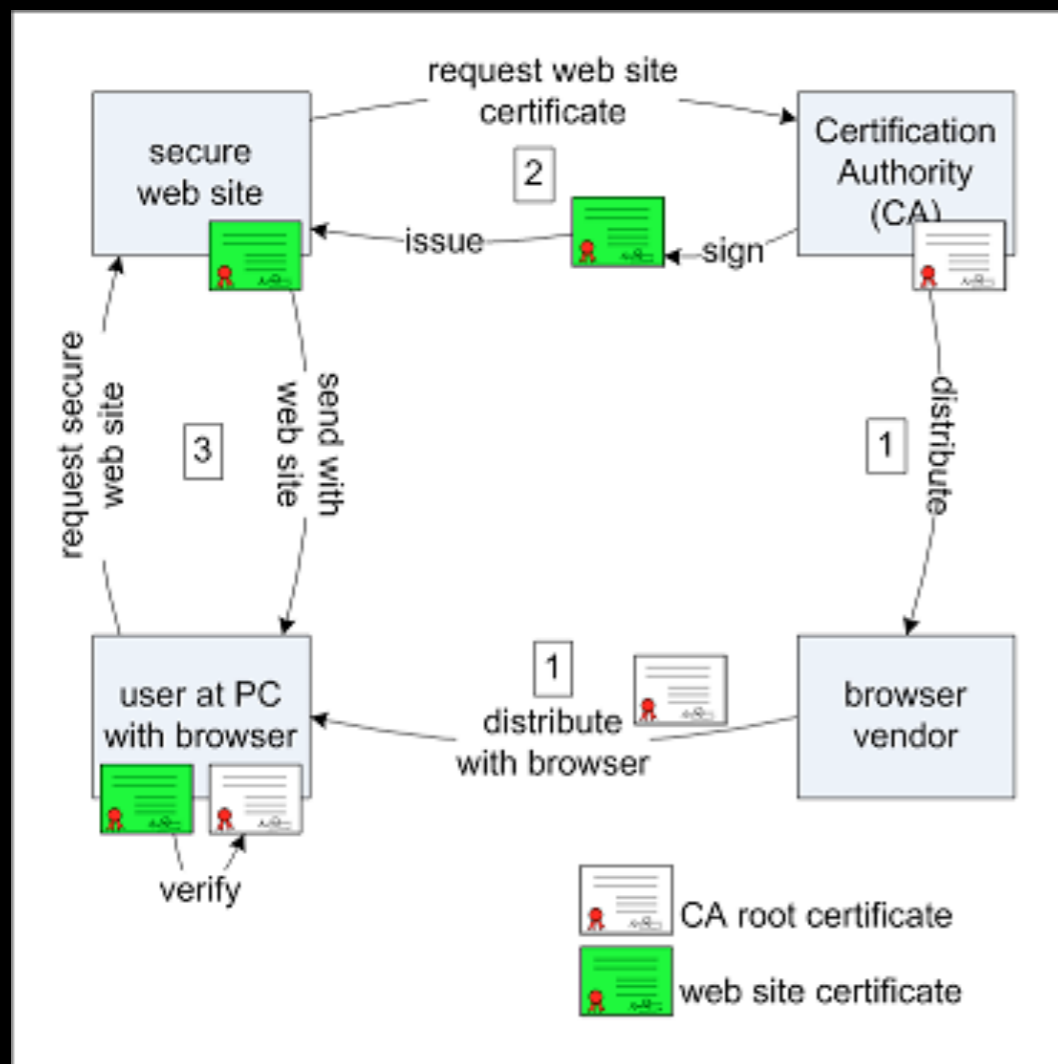 request web site
certificate
secure
web site
Certification
Authority
(CA)
2
issue
sign
request secure
web site
3
send with
web site
1
distribute
1
distribute
with browser
user at PC
with browser
browser
vendor
verify
CA root certificate
web site certificate